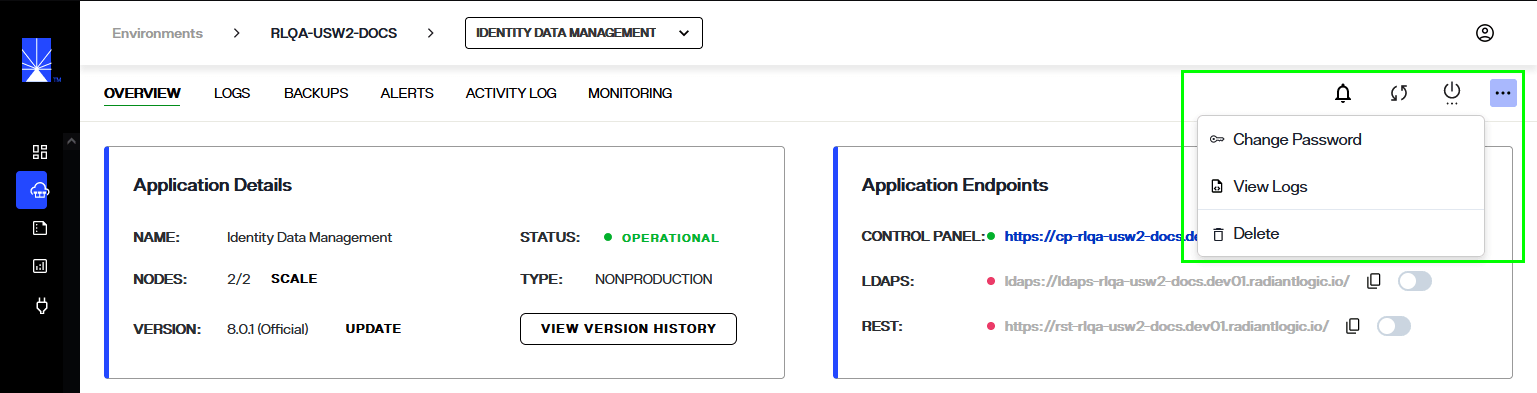 Environments > RLQA-USW2-DOCS > IDENTITY DATA MANAGEMENT
TM
OVERVIEW LOGS BACKUPS ALERTS ACTIVITY LOG MONITORING
Change Password
View Logs
Delete
Application Details
NAME: Identity Data Management STATUS: OPERATIONAL
NODES: 2/2 SCALE TYPE: NONPRODUCTION
VERSION: 8.0.1 (Official) UPDATE VIEW VERSION HISTORY
Application Endpoints
CONTROL PANEL: https://cp-rlqa-usw2-docs.de
LDAPS: ldaps://ldaps-rlqa-usw2-docs.dev01.radiantlogic.io/
REST: https://rst-rlqa-usw2-docs.dev01.radiantlogic.io/